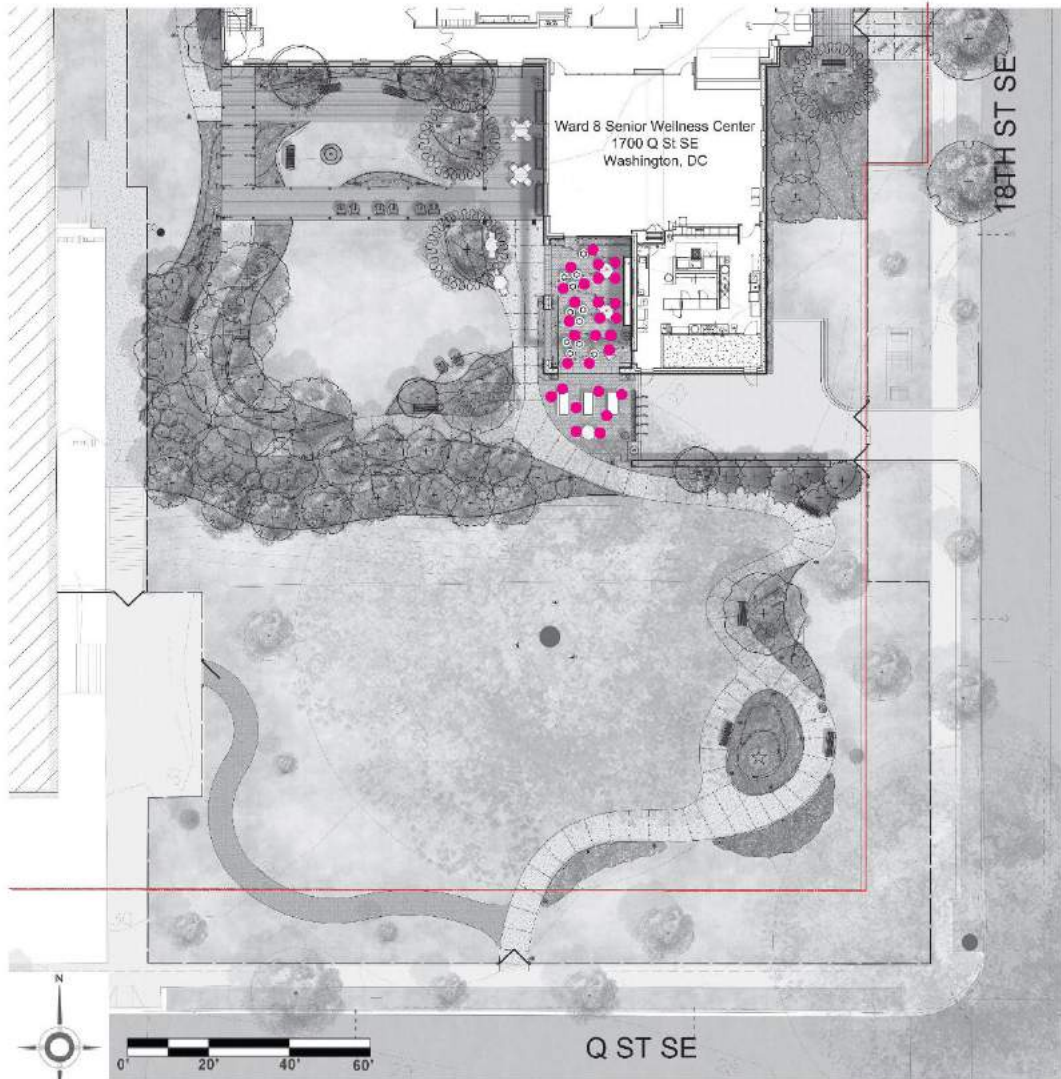 Ward 8 Senior Wellness Center
1700 Q St SE
Washington, DC
18TH ST SE
N
0' 20' 40' 60'
Q ST SE